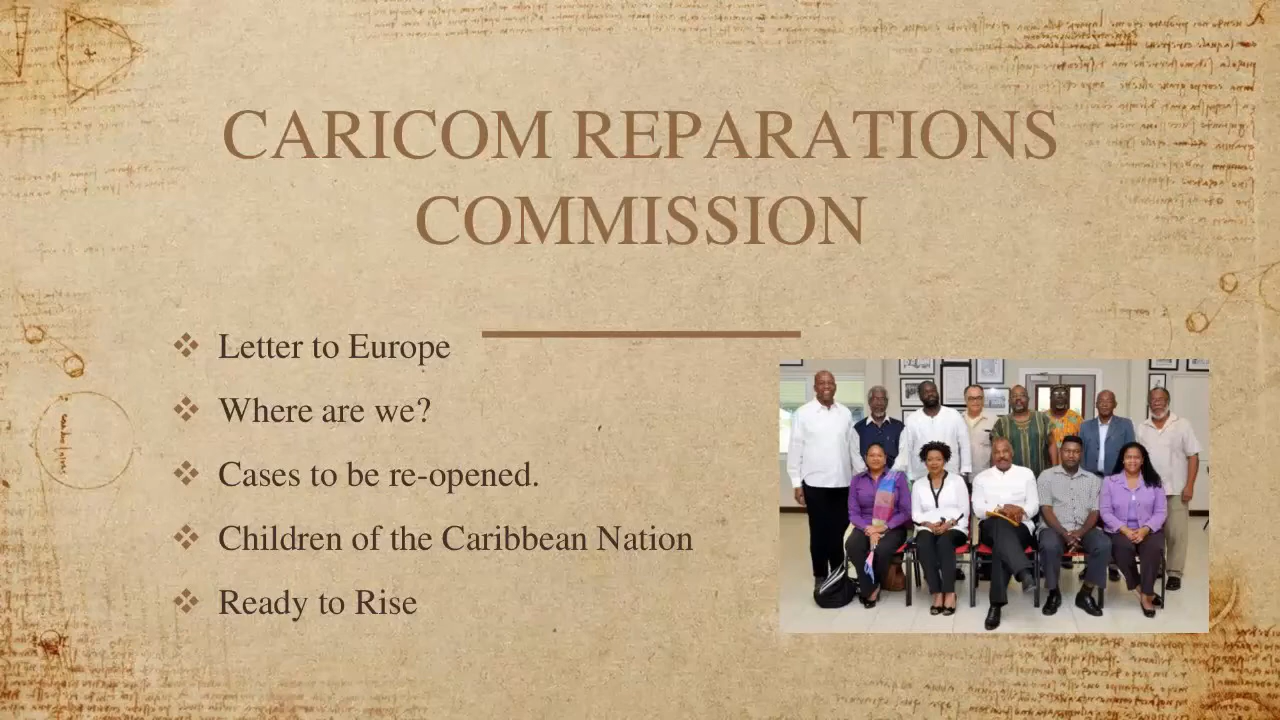 CARICOM REPARATIONS
COMMISSION
Letter to Europe
Where are we?
Cases to be re-opened.
Children of the Caribbean Nation
Ready to Rise